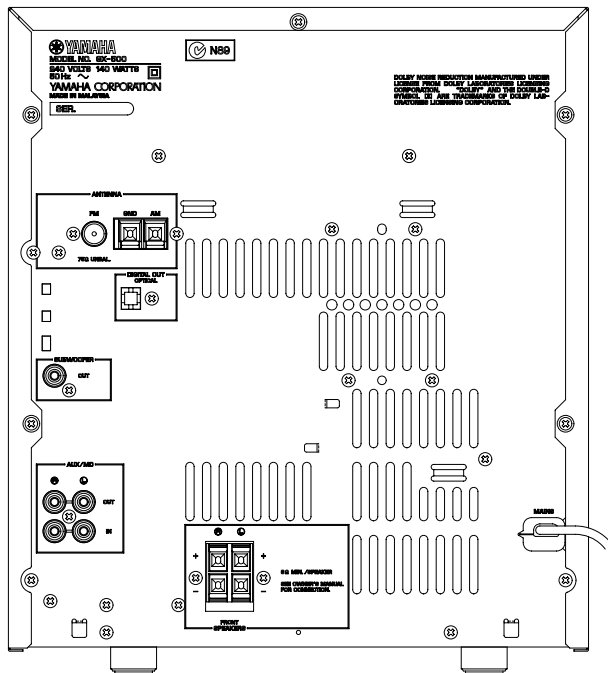 YAMAHA
MODEL NO. GX-500
240 VOLTS 140 WATTS
50Hz
YAMAHA CORPORATION
MADE IN MALAYSIA
SER.
N89
DOLBY NOISE REDUCTION MANUFACTURED UNDER
LICENSE FROM DOLBY LABORATORIES LICENSING
CORPORATION. "DOLBY" AND THE DOUBLE-D
SYMBOL ARE TRADEMARKS OF DOLBY LAB-
ORATORIES LICENSING CORPORATION.
ANTENNA
FM GND AM
75Ω UNBAL.
DIGITAL OUT
OPTICAL
SUBWOOFER
OUT
AUX/MD
R L
OUT
IN
MAINS
R L
+ +
6Ω MIN./SPEAKER
SEE OWNER'S MANUAL
FOR CONNECTION.
- -
FRONT
SPEAKERS